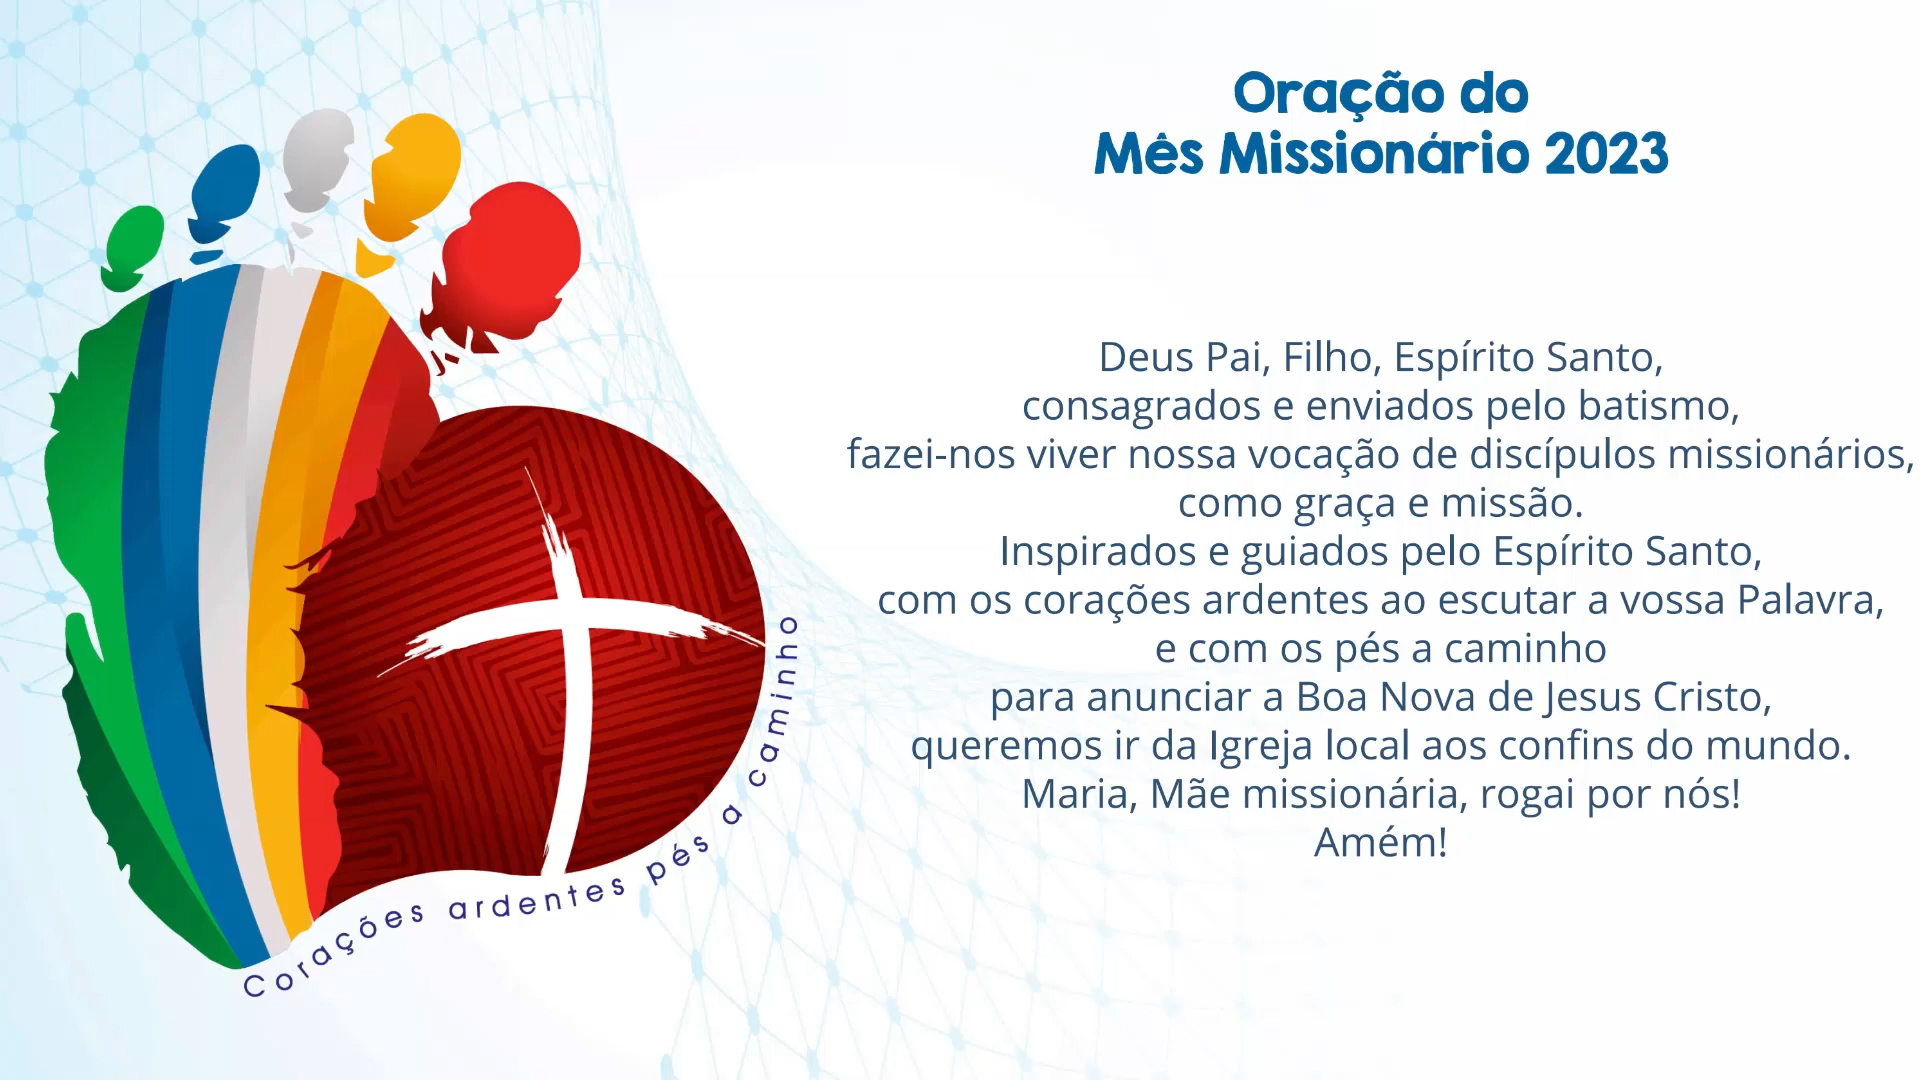 Oração do
Mês Missionário 2023
Deus Pai, Filho, Espírito Santo,
consagrados e enviados pelo batismo,
fazei-nos viver nossa vocação de discípulos missionários,
como graça e missão.
Inspirados e guiados pelo Espírito Santo,
com os corações ardentes ao escutar a vossa Palavra,
e com os pés a caminho
para anunciar a Boa Nova de Jesus Cristo,
queremos ir da Igreja local aos confins do mundo.
Maria, Mãe missionária, rogai por nós!
Amém!
Corações ardentes pés a caminho